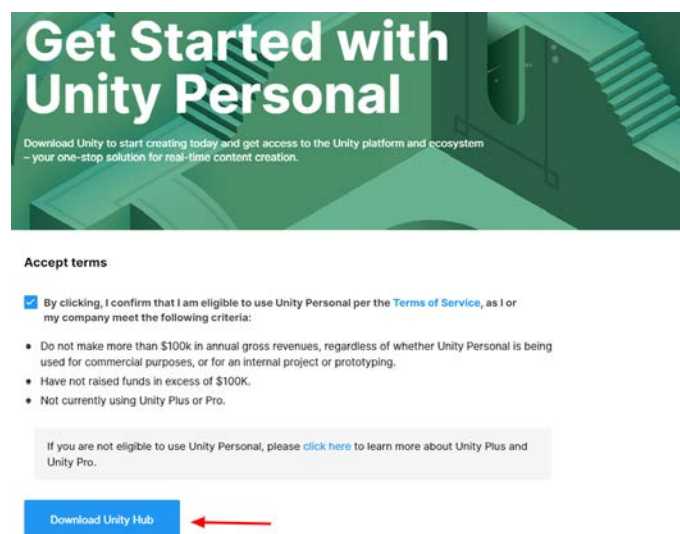 Get Started with
Unity Personal
Download Unity to start creating today and get access to the Unity platform and ecosystem
– your one-stop solution for real-time content creation.
Accept terms
By clicking, I confirm that I am eligible to use Unity Personal per the Terms of Service, as I or
my company meet the following criteria:
Do not make more than $100k in annual gross revenues, regardless of whether Unity Personal is being
used for commercial purposes, or for an internal project or prototyping.
Have not raised funds in excess of $100K.
Not currently using Unity Plus or Pro.
If you are not eligible to use Unity Personal, please click here to learn more about Unity Plus and
Unity Pro.
Download Unity Hub